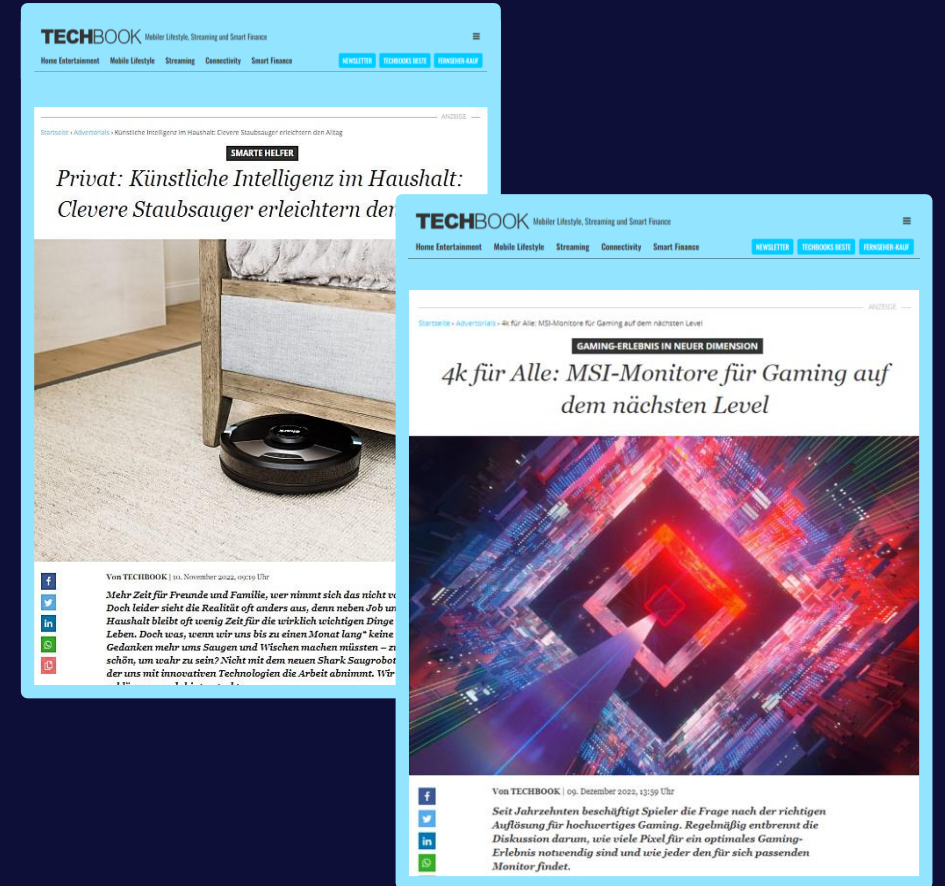 TECHBOOK Mobiler Lifestyle, Streaming und Smart Finance
Home Entertainment Mobile Lifestyle Streaming Connectivity Smart Finance NEWSLETTER TECHBOOKS BESTE FERNSEHER-KAUF
ANZEIGE
Startseite › Advertorials › Künstliche Intelligenz im Haushalt: Clevere Staubsauger erleichtern den Alltag
SMARTE HELFER
Privat: Künstliche Intelligenz im Haushalt:
Clevere Staubsauger erleichtern den
Von TECHBOOK | 10. November 2022, 09:19 Uhr
Mehr Zeit für Freunde und Familie, wer nimmt sich das nicht
Doch leider sieht die Realität oft anders aus, denn neben Job
Haushalt bleibt oft wenig Zeit für die wirklich wichtigen Dinge
Leben. Doch was, wenn wir uns bis zu einen Monat lang* keine
Gedanken mehr ums Saugen und Wischen machen müssten –
schön, um wahr zu sein? Nicht mit dem neuen Shark Saugrobot
der uns mit innovativen Technologien die Arbeit abnimmt. Wir
TECHBOOK Mobiler Lifestyle, Streaming und Smart Finance
Home Entertainment Mobile Lifestyle Streaming Connectivity Smart Finance NEWSLETTER TECHBOOKS BESTE FERNSEHER-KAUF
ANZEIGE
Startseite › Advertorials › 4k für Alle: MSI-Monitore für Gaming auf dem nächsten Level
GAMING-ERLEBNIS IN NEUER DIMENSION
4k für Alle: MSI-Monitore für Gaming auf
dem nächsten Level
Von TECHBOOK | 09. Dezember 2022, 13:59 Uhr
Seit Jahrzehnten beschäftigt Spieler die Frage nach der richtigen
Auflösung für hochwertiges Gaming. Regelmäßig entbrennt die
Diskussion darum, wie viele Pixel für ein optimales Gaming-
Erlebnis notwendig sind und wie jeder den für sich passenden
Monitor findet.